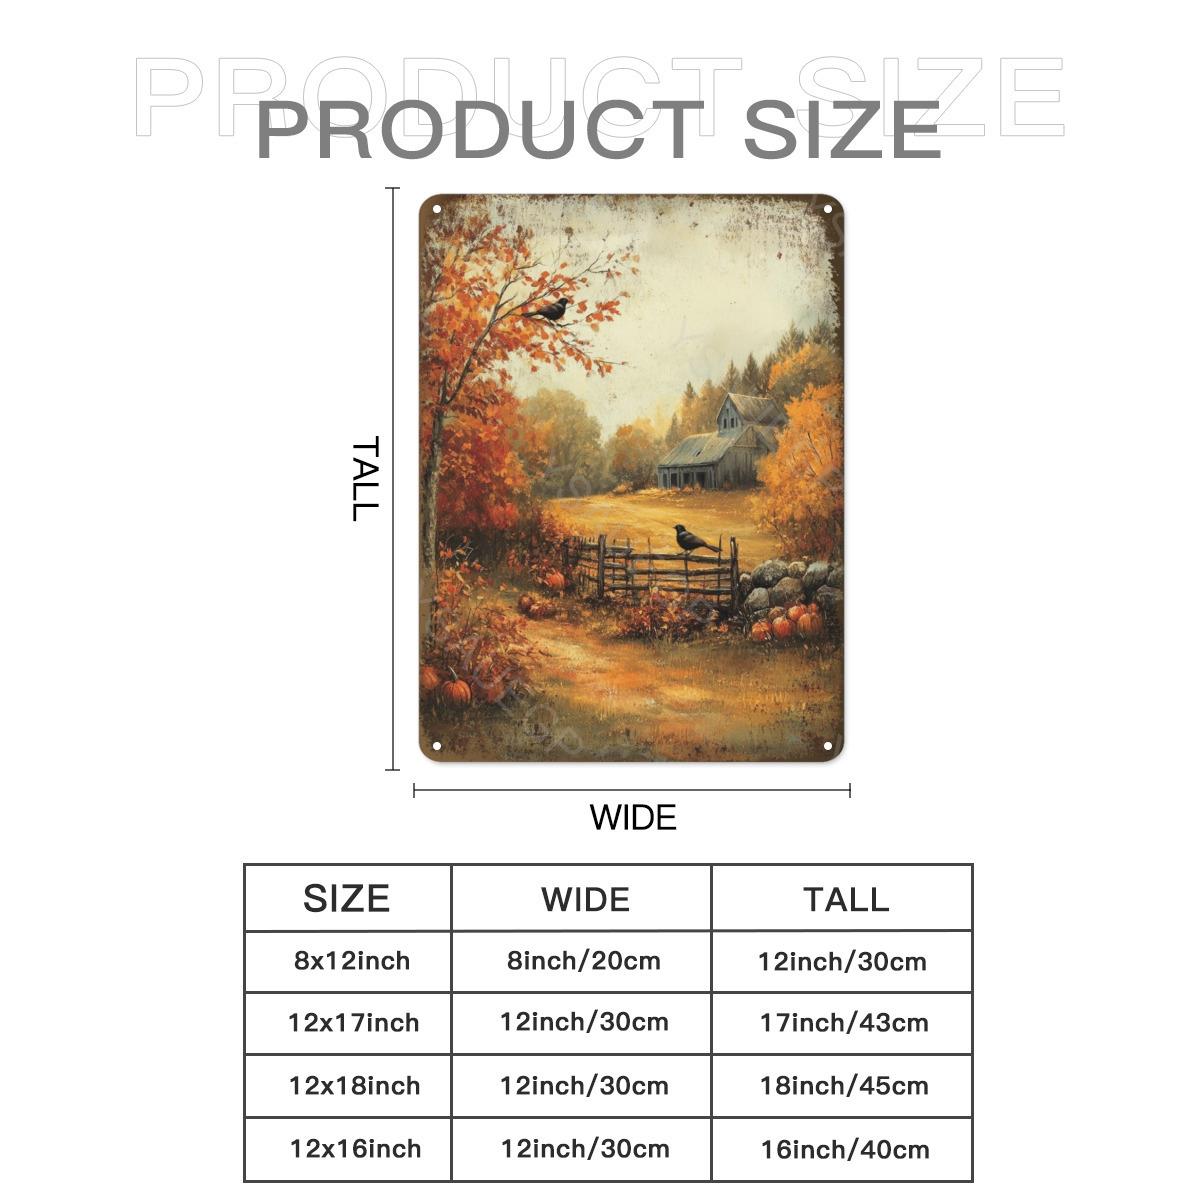 PRODUCT SIZE
PRODUCT SIZE
TALL
WIDE
SIZE WIDE TALL
8x12inch 8inch/20cm 12inch/30cm
12x17inch 12inch/30cm 17inch/43cm
12x18inch 12inch/30cm 18inch/45cm
12x16inch 12inch/30cm 16inch/40cm